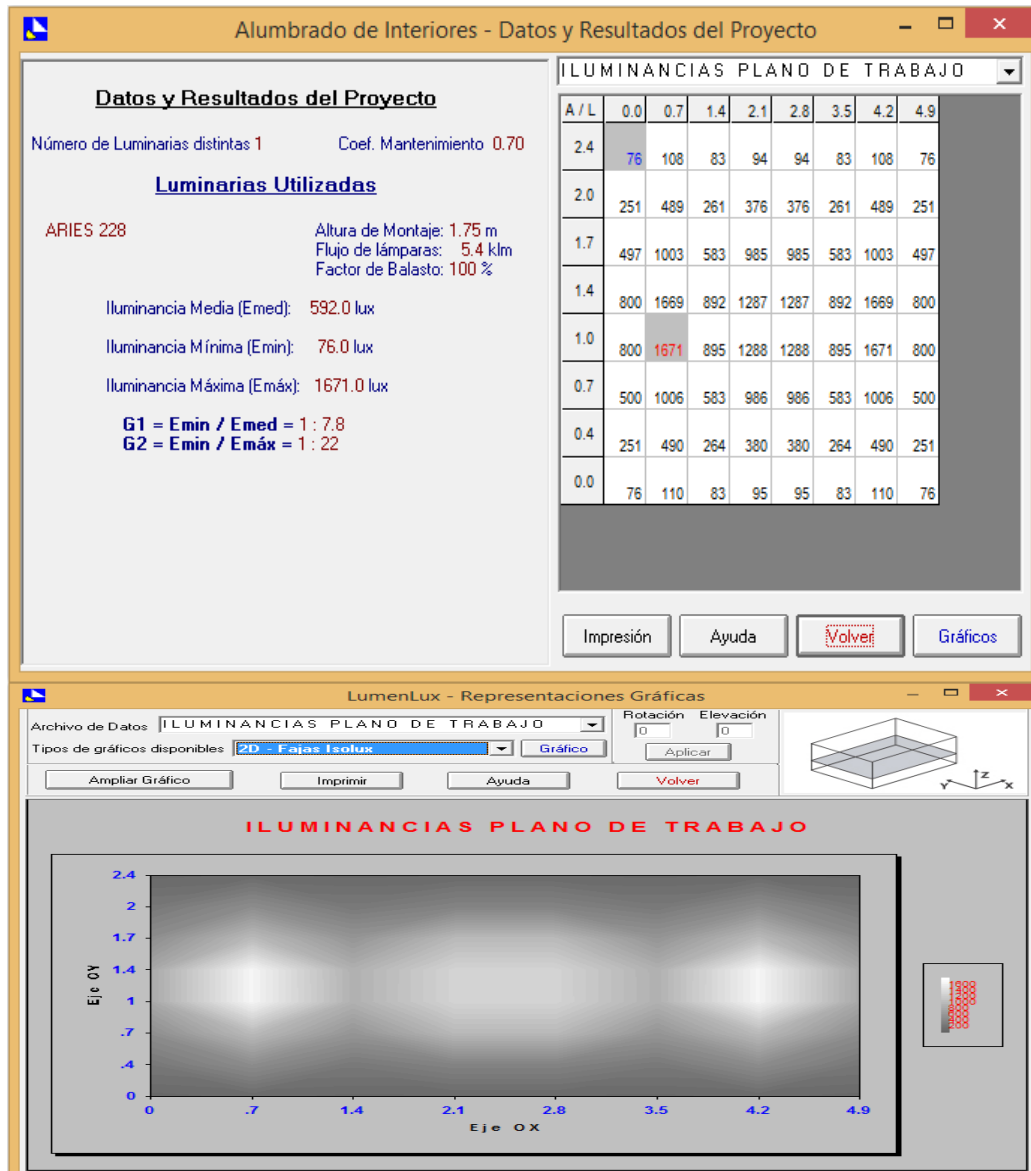 Alumbrado de Interiores - Datos y Resultados del Proyecto
Datos y Resultados del Proyecto
Número de Luminarias distintas 1 Coef. Mantenimiento 0.70
Luminarias Utilizadas
ARIES 228
Altura de Montaje: 1.75 m
Flujo de lámparas: 5.4 klm
Factor de Balasto: 100 %
Iluminancia Media (Emed): 592.0 lux
Iluminancia Mínima (Emin): 76.0 lux
Iluminancia Máxima (Emáx): 1671.0 lux
G1 = Emin / Emed = 1 : 7.8
G2 = Emin / Emáx = 1 : 22
ILUMINANCIAS PLANO DE TRABAJO
A / L 0.0 0.7 1.4 2.1 2.8 3.5 4.2 4.9
2.4 76 108 83 94 94 83 108 76
2.0 251 489 261 376 376 261 489 251
1.7 497 1003 583 985 985 583 1003 497
1.4 800 1669 892 1287 1287 892 1669 800
1.0 800 1671 895 1288 1288 895 1671 800
0.7 500 1006 583 986 986 583 1006 500
0.4 251 490 264 380 380 264 490 251
0.0 76 110 83 95 95 83 110 76
Impresión Ayuda Volver Gráficos
LumenLux - Representaciones Gráficas
Archivo de Datos ILUMINANCIAS PLANO DE TRABAJO
Tipos de gráficos disponibles 2D - Fajas Isolux Gráfico
Rotación Elevación
0 0
Aplicar
Ampliar Gráfico Imprimir Ayuda Volver
Z
Y X
ILUMINANCIAS PLANO DE TRABAJO
2.4
2
1.7
1.4
1
.7
.4
0
Eje OY
0 .7 1.4 2.1 2.8 3.5 4.2 4.9
Eje OX
200